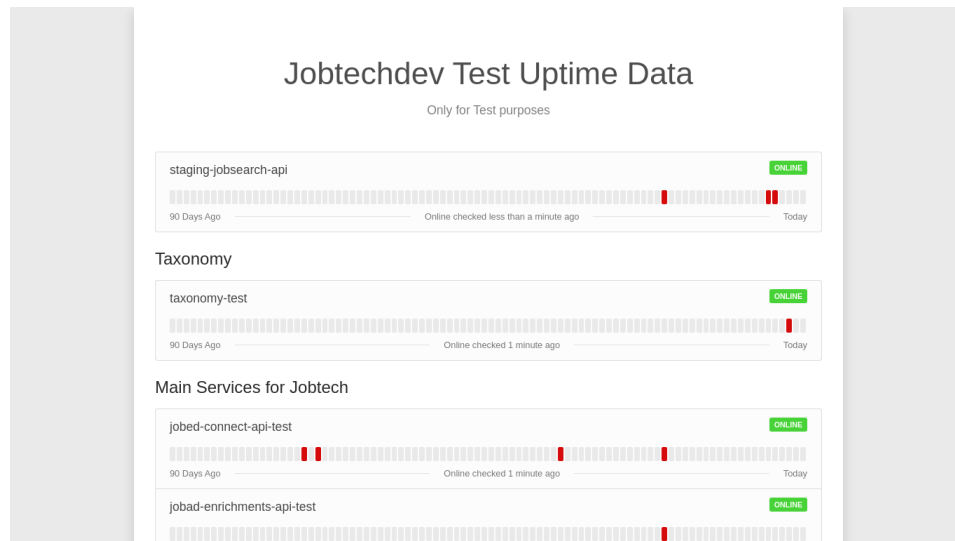 Jobtechdev Test Uptime Data
Only for Test purposes
staging-jobsearch-api ONLINE
90 Days Ago Online checked less than a minute ago Today
Taxonomy
taxonomy-test ONLINE
90 Days Ago Online checked 1 minute ago Today
Main Services for Jobtech
jobed-connect-api-test ONLINE
90 Days Ago Online checked 1 minute ago Today
jobad-enrichments-api-test ONLINE